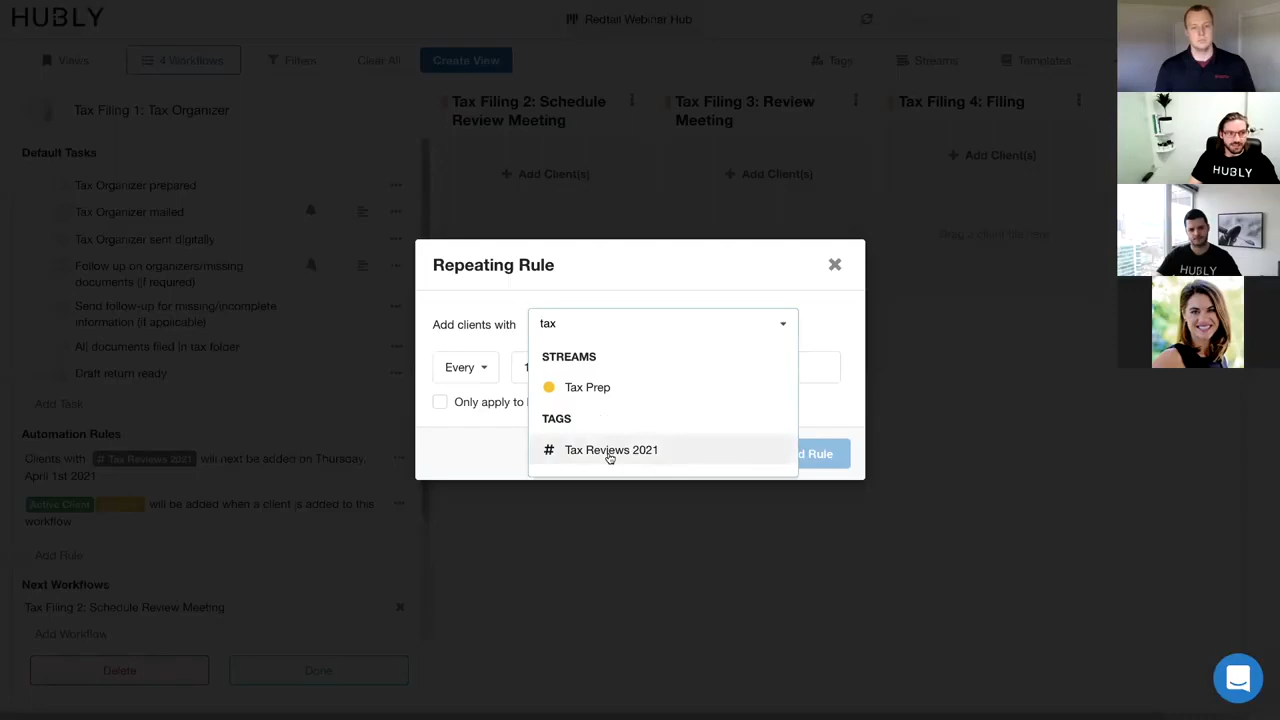 HUBLY
Redtail Webinar Hub
Views
4 Workflows
Filters
Clear All
Create View
Tags
Streams
Templates
Tax Filing 1: Tax Organizer
Default Tasks
Tax Organizer prepared
Tax Organizer mailed
Tax Organizer sent digitally
Follow up on organizers/missing
documents (if required)
Send follow-up for missing/incomplete
information (if applicable)
All documents filed in tax folder
Draft return ready
Add Task
Automation Rules
Clients with # Tax Reviews 2021 will next be added on Thursday,
April 1st 2021
Active Client will be added when a client is added to this
workflow
Add Rule
Next Workflows
Tax Filing 2: Schedule Review Meeting
Add Workflow
Delete
Done
Tax Filing 2: Schedule
Review Meeting
+ Add Client(s)
Tax Filing 3: Review
Meeting
+ Add Client(s)
Tax Filing 4: Filing
+ Add Client(s)
Drag a client tile here
Repeating Rule
Add clients with
tax
STREAMS
Tax Prep
TAGS
# Tax Reviews 2021
Every
1
Only apply to
Rule
HUBLY
HUBLY